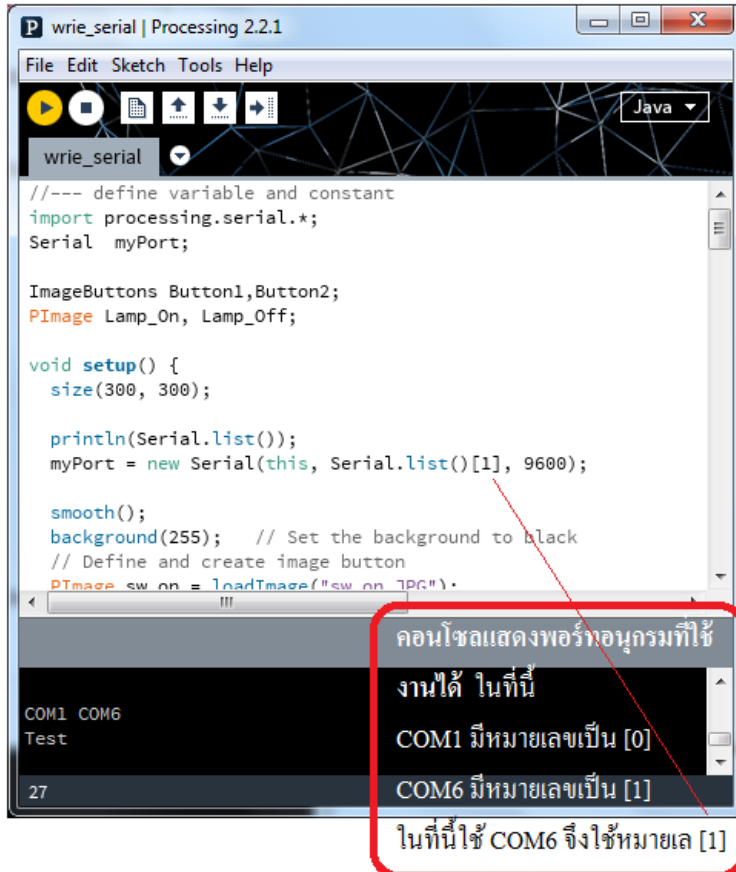 wrie_serial | Processing 2.2.1
File Edit Sketch Tools Help
Java
wrie_serial
//--- define variable and constant
import processing.serial.*;
Serial  myPort;
ImageButtons Button1,Button2;
PImage Lamp_On, Lamp_Off;
void setup() {
size(300, 300);
println(Serial.list());
myPort = new Serial(this, Serial.list()[1], 9600);
smooth();
background(255);   // Set the background to black
// Define and create image button
PImage sw_on = loadImage("sw_on.JPG");
คอนโซลแสดงพอร์ทอนุกรมที่ใช้
งานได้ ในที่นี้
COM1 COM6
Test
COM1 มีหมายเลขเป็น [0]
COM6 มีหมายเลขเป็น [1]
27
ในที่นี้ใช้ COM6 จึงใช้หมายเล [1]